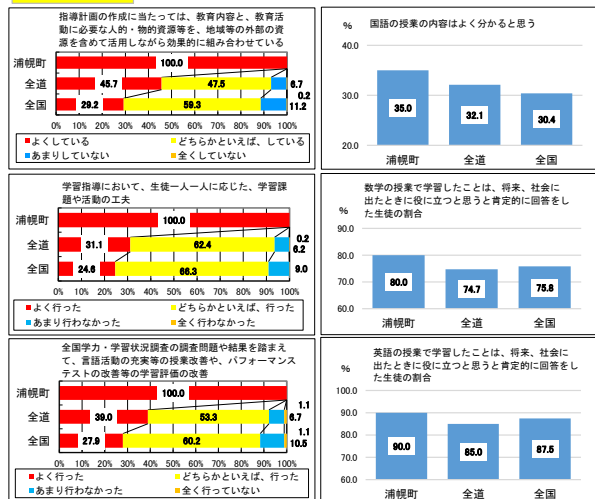 指導計画の作成に当たっては、教育内容と、教育活
動に必要な人的・物的資源等を、地域等の外部の資
源を含めて活用しながら効果的に組み合わせている
浦幌町 100.0
全道 45.7 47.5 6.7
0.2
全国 29.2 59.3 11.2
0% 10% 20% 30% 40% 50% 60% 70% 80% 90% 100%
よくしている どちらかといえば、している
あまりしていない 全くしていない
国語の授業の内容はよく分かると思う
%
40.0
30.0
20.0
35.0 32.1 30.4
浦幌町 全道 全国
学習指導において、生徒一人一人に応じた、学習課
題や活動の工夫
浦幌町 100.0
全道 31.1 62.4 0.2
6.2
全国 24.6 66.3 9.0
0% 10% 20% 30% 40% 50% 60% 70% 80% 90% 100%
よく行った どちらかといえば、行った
あまり行わなかった 全く行わなかった
数学の授業で学習したことは、将来、社会に
出たときに役に立つと思うと肯定的に回答をし
た生徒の割合
%
90.0
80.0
70.0
60.0
80.0 74.7 75.8
浦幌町 全道 全国
全国学力・学習状況調査の調査問題や結果を踏まえ
て、言語活動の充実等の授業改善や、パフォーマンス
テストの改善等の学習評価の改善
浦幌町 100.0
1.1
全道 39.0 53.3 6.7
1.1
全国 27.9 60.2 10.5
0% 10% 20% 30% 40% 50% 60% 70% 80% 90% 100%
よく行った どちらかといえば、行った
あまり行わなかった 全く行っていない
英語の授業で学習したことは、将来、社会に
出たときに役に立つと思うと肯定的に回答をし
た生徒の割合
%
100.0
90.0
80.0
70.0
60.0
90.0 85.0 87.5
浦幌町 全道 全国